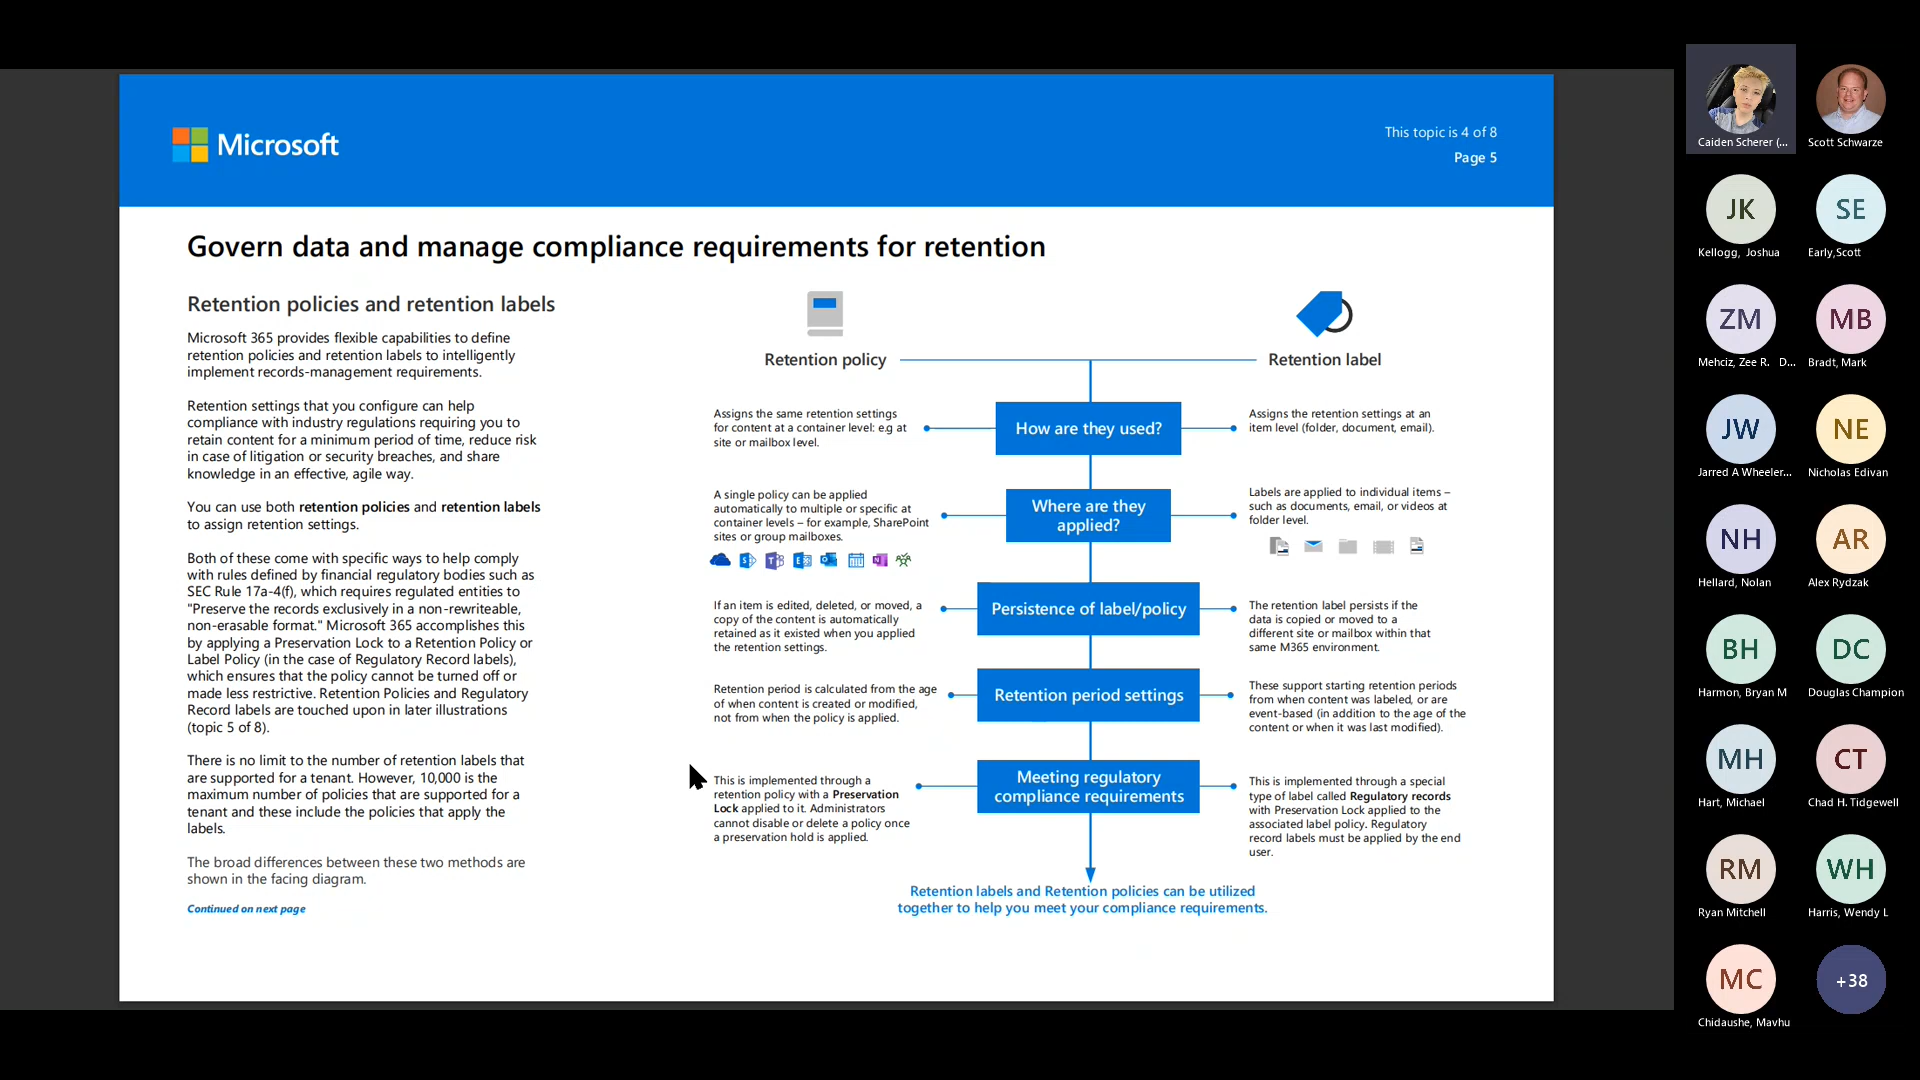 Microsoft
This topic is 4 of 8
Page 5
Govern data and manage compliance requirements for retention
Retention policies and retention labels
Microsoft 365 provides flexible capabilities to define
retention policies and retention labels to intelligently
implement records-management requirements.
Retention settings that you configure can help
compliance with industry regulations requiring you to
retain content for a minimum period of time, reduce risk
in case of litigation or security breaches, and share
knowledge in an effective, agile way.
You can use both retention policies and retention labels
to assign retention settings.
Both of these come with specific ways to help comply
with rules defined by financial regulatory bodies such as
SEC Rule 17a-4(f), which requires regulated entities to
"Preserve the records exclusively in a non-rewriteable,
non-erasable format." Microsoft 365 accomplishes this
by applying a Preservation Lock to a Retention Policy or
Label Policy (in the case of Regulatory Record labels),
which ensures that the policy cannot be turned off or
made less restrictive. Retention Policies and Regulatory
Record labels are touched upon in later illustrations
(topic 5 of 8).
There is no limit to the number of retention labels that
are supported for a tenant. However, 10,000 is the
maximum number of policies that are supported for a
tenant and these include the policies that apply the
labels.
The broad differences between these two methods are
shown in the facing diagram.
Continued on next page
Retention policy
Retention label
Assigns the same retention settings
for content at a container level: e.g at
site or mailbox level.
How are they used?
Assigns the retention settings at an
item level (folder, document, email).
A single policy can be applied
automatically to multiple or specific at
container levels – for example, SharePoint
sites or group mailboxes.
Where are they
applied?
Labels are applied to individual items –
such as documents, email, or videos at
folder level.
If an item is edited, deleted, or moved, a
copy of the content is automatically
retained as it existed when you applied
the retention settings.
Persistence of label/policy
The retention label persists if the
data is copied or moved to a
different site or mailbox within that
same M365 environment.
Retention period is calculated from the age
of when content is created or modified,
not from when the policy is applied.
Retention period settings
These support starting retention periods
from when content was labeled, or are
event-based (in addition to the age of the
content or when it was last modified).
This is implemented through a
retention policy with a Preservation
Lock applied to it. Administrators
cannot disable or delete a policy once
a preservation hold is applied.
Meeting regulatory
compliance requirements
This is implemented through a special
type of label called Regulatory records
with Preservation Lock applied to the
associated label policy. Regulatory
record labels must be applied by the end
user.
Retention labels and Retention policies can be utilized
together to help you meet your compliance requirements.
Caiden Scherer (...
Scott Schwarze
JK
Kellogg, Joshua
SE
Early,Scott
ZM
Mehciz, Zee R. D...
MB
Bradt, Mark
JW
Jarred A Wheeler...
NE
Nicholas Edivan
NH
Hellard, Nolan
AR
Alex Rydzak
BH
Harmon, Bryan M
DC
Douglas Champion
MH
Hart, Michael
CT
Chad H. Tidgewell
RM
Ryan Mitchell
WH
Harris, Wendy L
MC
Chidaushe, Mavhu
+38